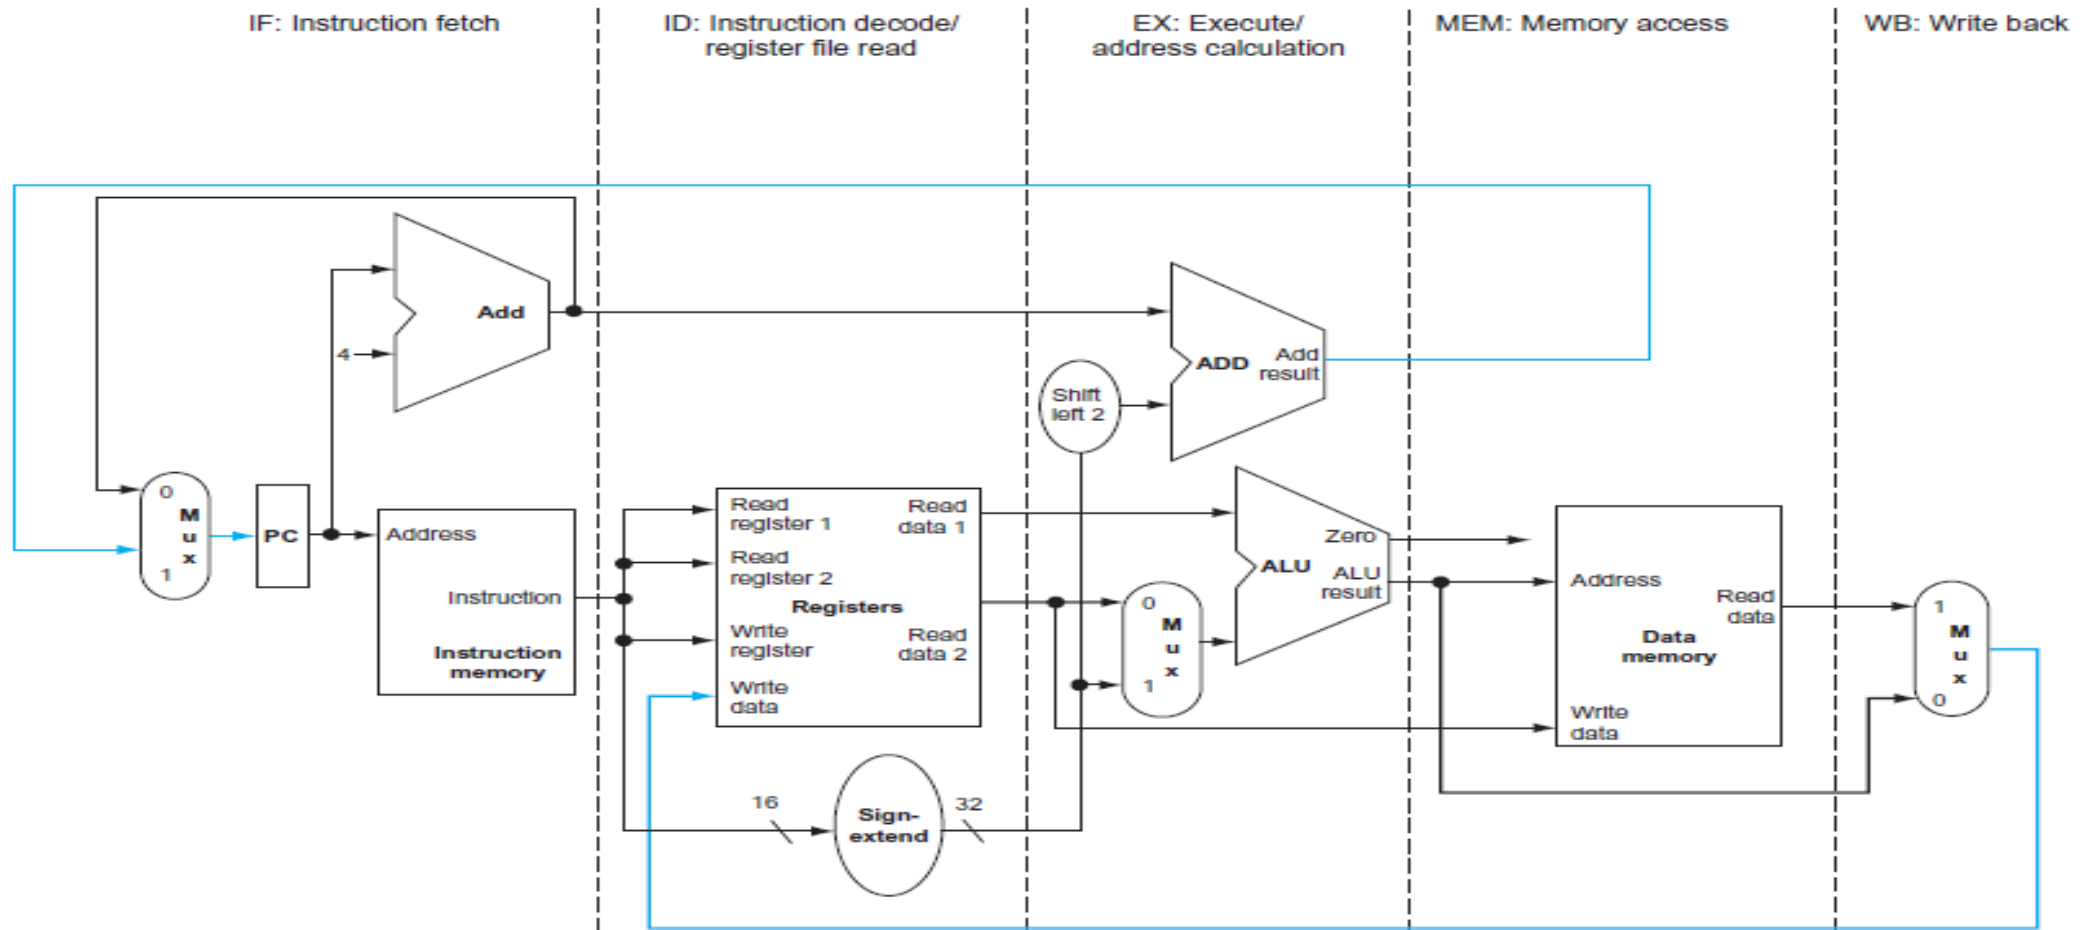 IF: Instruction fetch
ID: Instruction decode/
register file read
EX: Execute/
address calculation
MEM: Memory access
WB: Write back
Add
4
ADD
Add
result
Shift
left 2
0
M
u
x
1
PC
Address
Instruction
Instruction
memory
Read
register 1
Read
data 1
Read
register 2
Registers
Write
register
Read
data 2
Write
data
16
Sign-
extend
32
0
M
u
x
1
Zero
ALU
ALU
result
Address
Read
data
Data
memory
Write
data
1
M
u
x
0